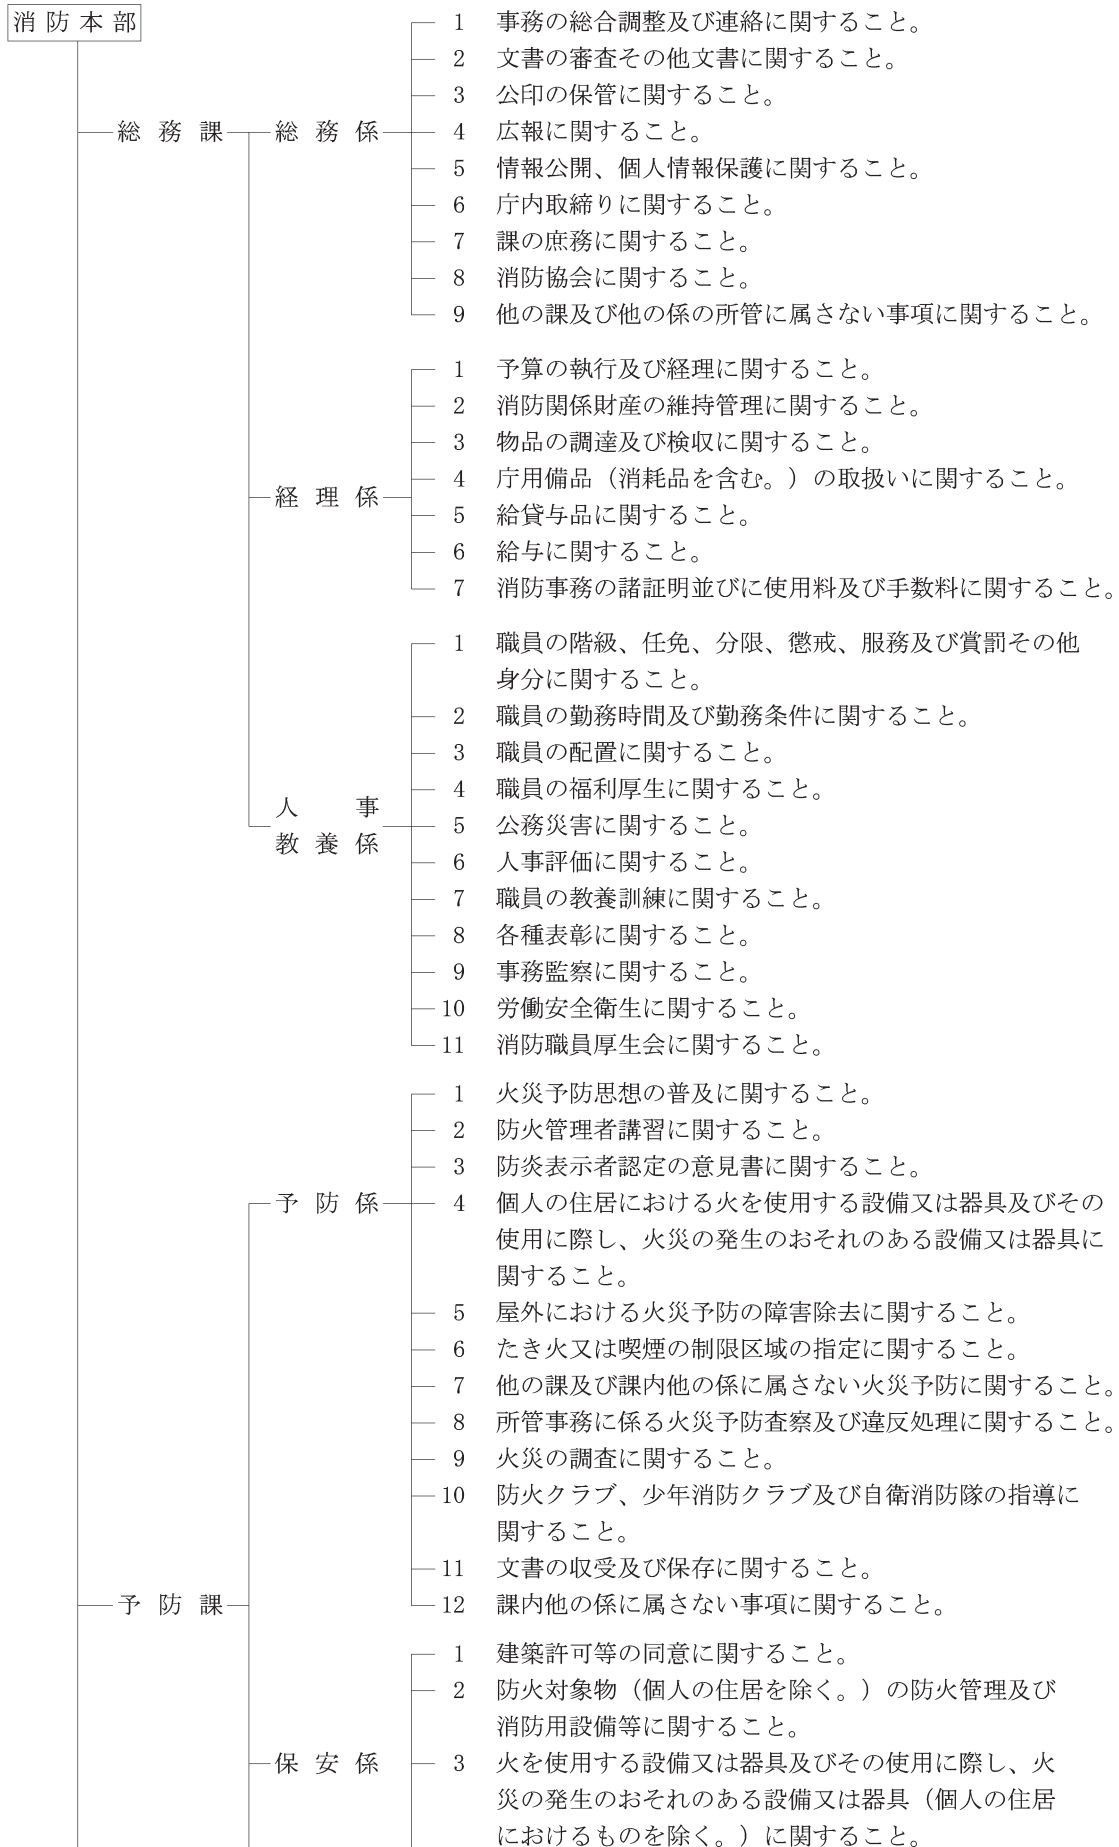 消防本部
総務課
総務係
1 事務の総合調整及び連絡に関すること。
2 文書の審査その他文書に関すること。
3 公印の保管に関すること。
4 広報に関すること。
5 情報公開、個人情報保護に関すること。
6 庁内取締りに関すること。
7 課の庶務に関すること。
8 消防協会に関すること。
9 他の課及び他の係の所管に属さない事項に関すること。
経理係
1 予算の執行及び経理に関すること。
2 消防関係財産の維持管理に関すること。
3 物品の調達及び検収に関すること。
4 庁用備品（消耗品を含む。）の取扱いに関すること。
5 給貸与品に関すること。
6 給与に関すること。
7 消防事務の諸証明並びに使用料及び手数料に関すること。
人事
教養係
1 職員の階級、任免、分限、懲戒、服務及び賞罰その他
身分に関すること。
2 職員の勤務時間及び勤務条件に関すること。
3 職員の配置に関すること。
4 職員の福利厚生に関すること。
5 公務災害に関すること。
6 人事評価に関すること。
7 職員の教養訓練に関すること。
8 各種表彰に関すること。
9 事務監察に関すること。
10 労働安全衛生に関すること。
11 消防職員厚生会に関すること。
予防課
予防係
1 火災予防思想の普及に関すること。
2 防火管理者講習に関すること。
3 防炎表示者認定の意見書に関すること。
4 個人の住居における火を使用する設備又は器具及びその
使用に際し、火災の発生のおそれのある設備又は器具に
関すること。
5 屋外における火災予防の障害除去に関すること。
6 たき火又は喫煙の制限区域の指定に関すること。
7 他の課及び課内他の係に属さない火災予防に関すること。
8 所管事務に係る火災予防査察及び違反処理に関すること。
9 火災の調査に関すること。
10 防火クラブ、少年消防クラブ及び自衛消防隊の指導に
関すること。
11 文書の収受及び保存に関すること。
12 課内他の係に属さない事項に関すること。
保安係
1 建築許可等の同意に関すること。
2 防火対象物（個人の住居を除く。）の防火管理及び
消防用設備等に関すること。
3 火を使用する設備又は器具及びその使用に際し、火
災の発生のおそれのある設備又は器具（個人の住居
におけるものを除く。）に関すること。